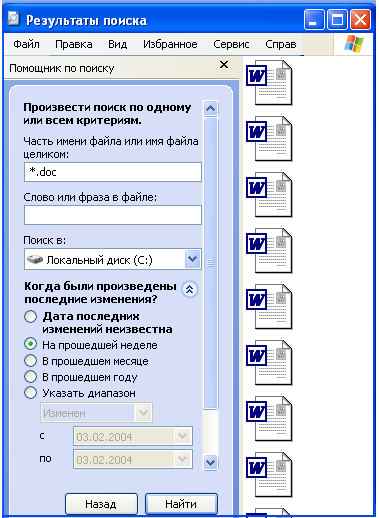 Результаты поиска
Файл Правка Вид Избранное Сервис Справ
Помощник по поиску
Произвести поиск по одному
или всем критериям.
Часть имени файла или имя файла
целиком:
*.doc
Слово или фраза в файле:
Поиск в:
Локальный диск (C:)
Когда были произведены
последние изменения?
Дата последних
изменений неизвестна
На прошедшей неделе
В прошедшем месяце
В прошедшем году
Указать диапазон
Изменен
с 03.02.2004
по 03.02.2004
Назад Найти
W
W
W
W
W
W
W
W
W